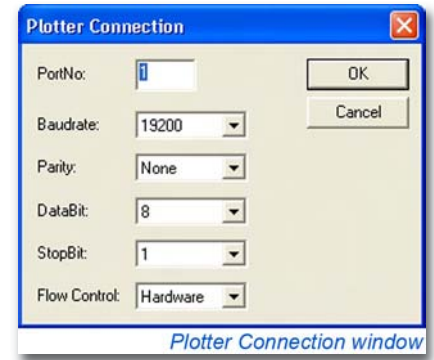 Plotter Connection
PortNo: 1
OK
Cancel
Baudrate: 19200
Parity: None
DataBit: 8
StopBit: 1
Flow Control: Hardware
Plotter Connection window